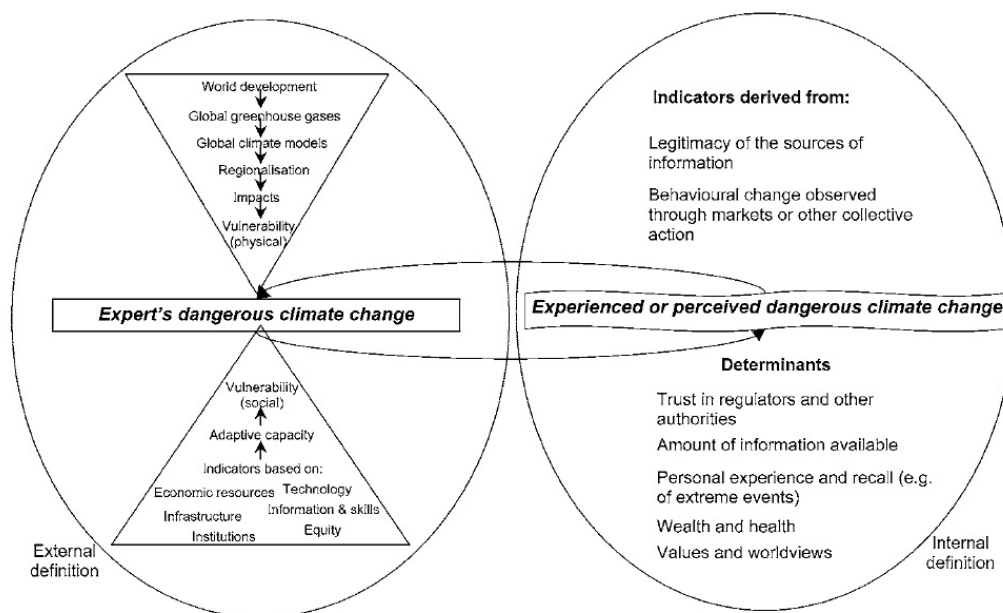 World development
Global greenhouse gases
Global climate models
Regionalisation
Impacts
Vulnerability
(physical)
Expert's dangerous climate change
Vulnerability
(social)
Adaptive capacity
Indicators based on:
Economic resources
Technology
Infrastructure
Information & skills
Institutions
Equity
External
definition
Indicators derived from:
Legitimacy of the sources of
information
Behavioural change observed
through markets or other collective
action
Experienced or perceived dangerous climate change
Determinants
Trust in regulators and other
authorities
Amount of information available
Personal experience and recall (e.g.
of extreme events)
Wealth and health
Values and worldviews
Internal
definition